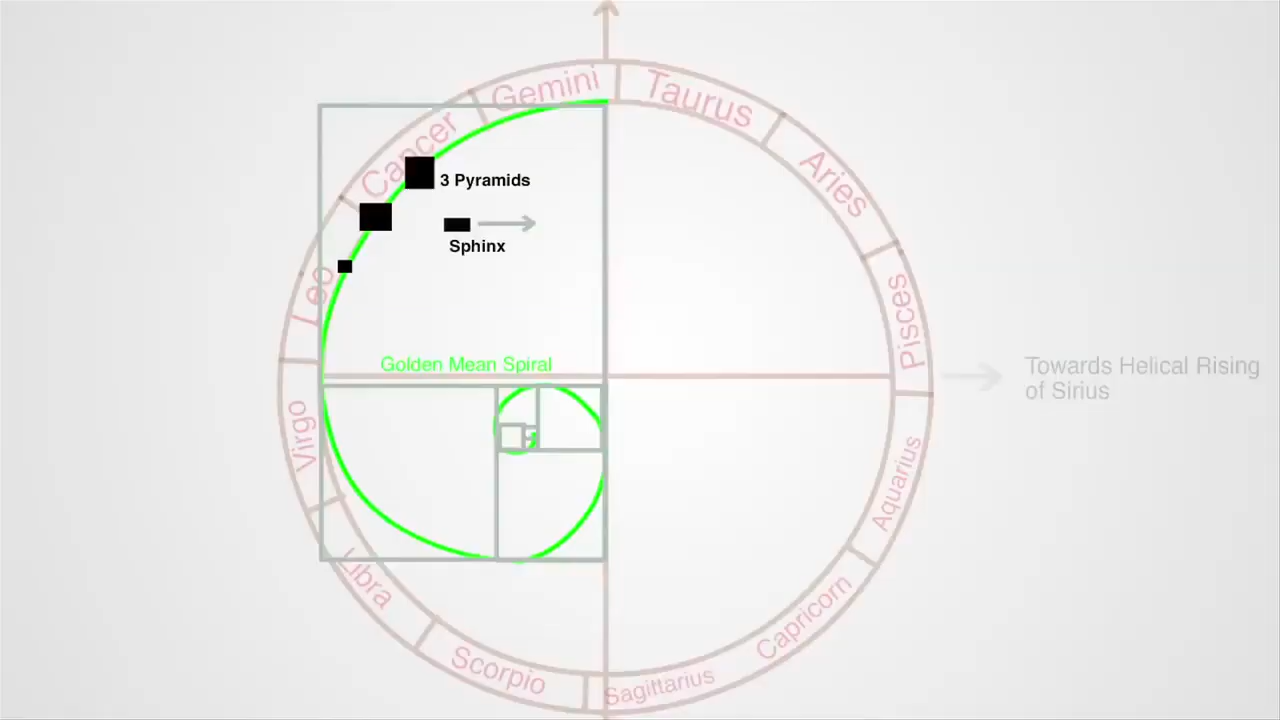 Gemini
Taurus
Cancer
Aries
3 Pyramids
Sphinx
Leo
Pisces
Golden Mean Spiral
Towards Helical Rising
of Sirius
Virgo
Aquarius
Libra
Capricorn
Scorpio
Sagittarius